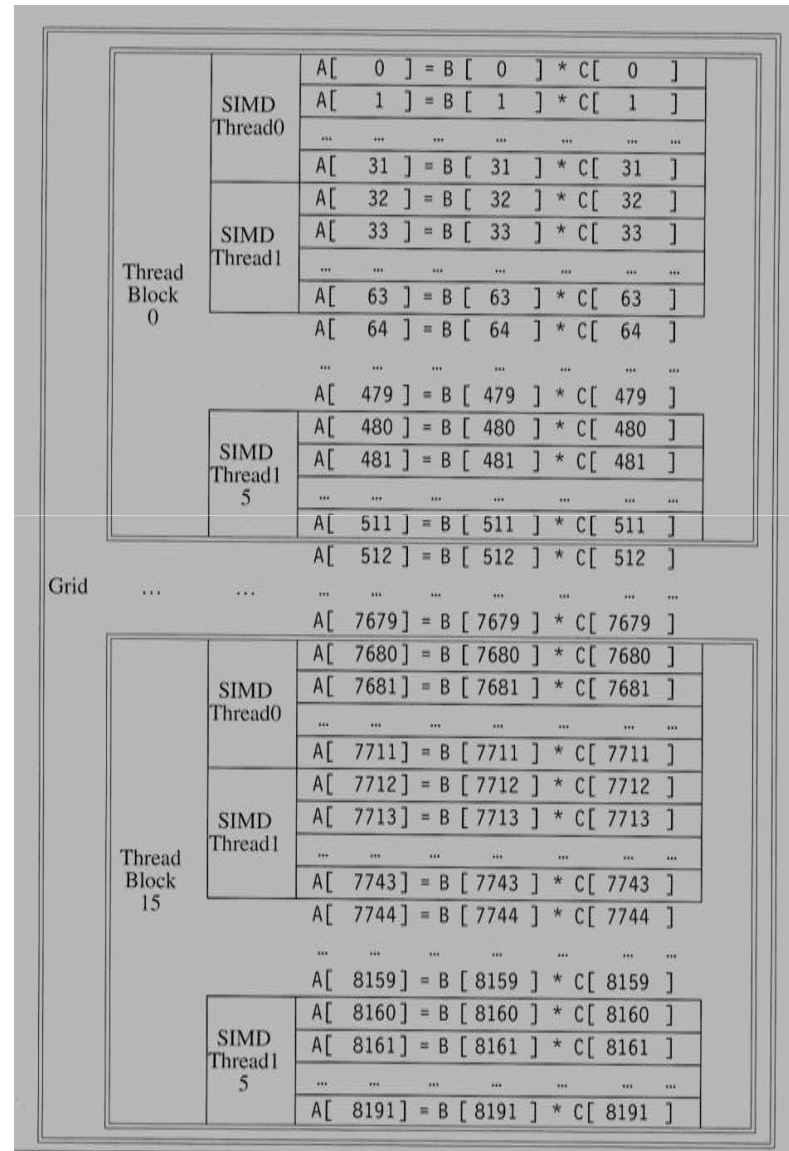 A[ 0 ] = B [ 0 ] * C[ 0 ]
SIMD
Thread0
A[ 1 ] = B [ 1 ] * C[ 1 ]
... ... ... ... ... ... ...
A[ 31 ] = B [ 31 ] * C[ 31 ]
SIMD
Thread1
A[ 32 ] = B [ 32 ] * C[ 32 ]
A[ 33 ] = B [ 33 ] * C[ 33 ]
... ... ... ... ... ... ...
Thread
Block
0
A[ 63 ] = B [ 63 ] * C[ 63 ]
A[ 64 ] = B [ 64 ] * C[ 64 ]
... ... ... ... ... ... ...
A[ 479 ] = B [ 479 ] * C[ 479 ]
SIMD
Thread1
5
A[ 480 ] = B [ 480 ] * C[ 480 ]
A[ 481 ] = B [ 481 ] * C[ 481 ]
... ... ... ... ... ... ...
A[ 511 ] = B [ 511 ] * C[ 511 ]
A[ 512 ] = B [ 512 ] * C[ 512 ]
Grid ... ... ... ... ... ... ... ... ...
A[ 7679] = B [ 7679 ] * C[ 7679 ]
SIMD
Thread0
A[ 7680] = B [ 7680 ] * C[ 7680 ]
A[ 7681] = B [ 7681 ] * C[ 7681 ]
... ... ... ... ... ... ...
A[ 7711] = B [ 7711 ] * C[ 7711 ]
SIMD
Thread1
A[ 7712] = B [ 7712 ] * C[ 7712 ]
A[ 7713] = B [ 7713 ] * C[ 7713 ]
... ... ... ... ... ... ...
Thread
Block
15
A[ 7743] = B [ 7743 ] * C[ 7743 ]
A[ 7744] = B [ 7744 ] * C[ 7744 ]
... ... ... ... ... ... ...
A[ 8159] = B [ 8159 ] * C[ 8159 ]
SIMD
Thread1
5
A[ 8160] = B [ 8160 ] * C[ 8160 ]
A[ 8161] = B [ 8161 ] * C[ 8161 ]
... ... ... ... ... ... ...
A[ 8191] = B [ 8191 ] * C[ 8191 ]